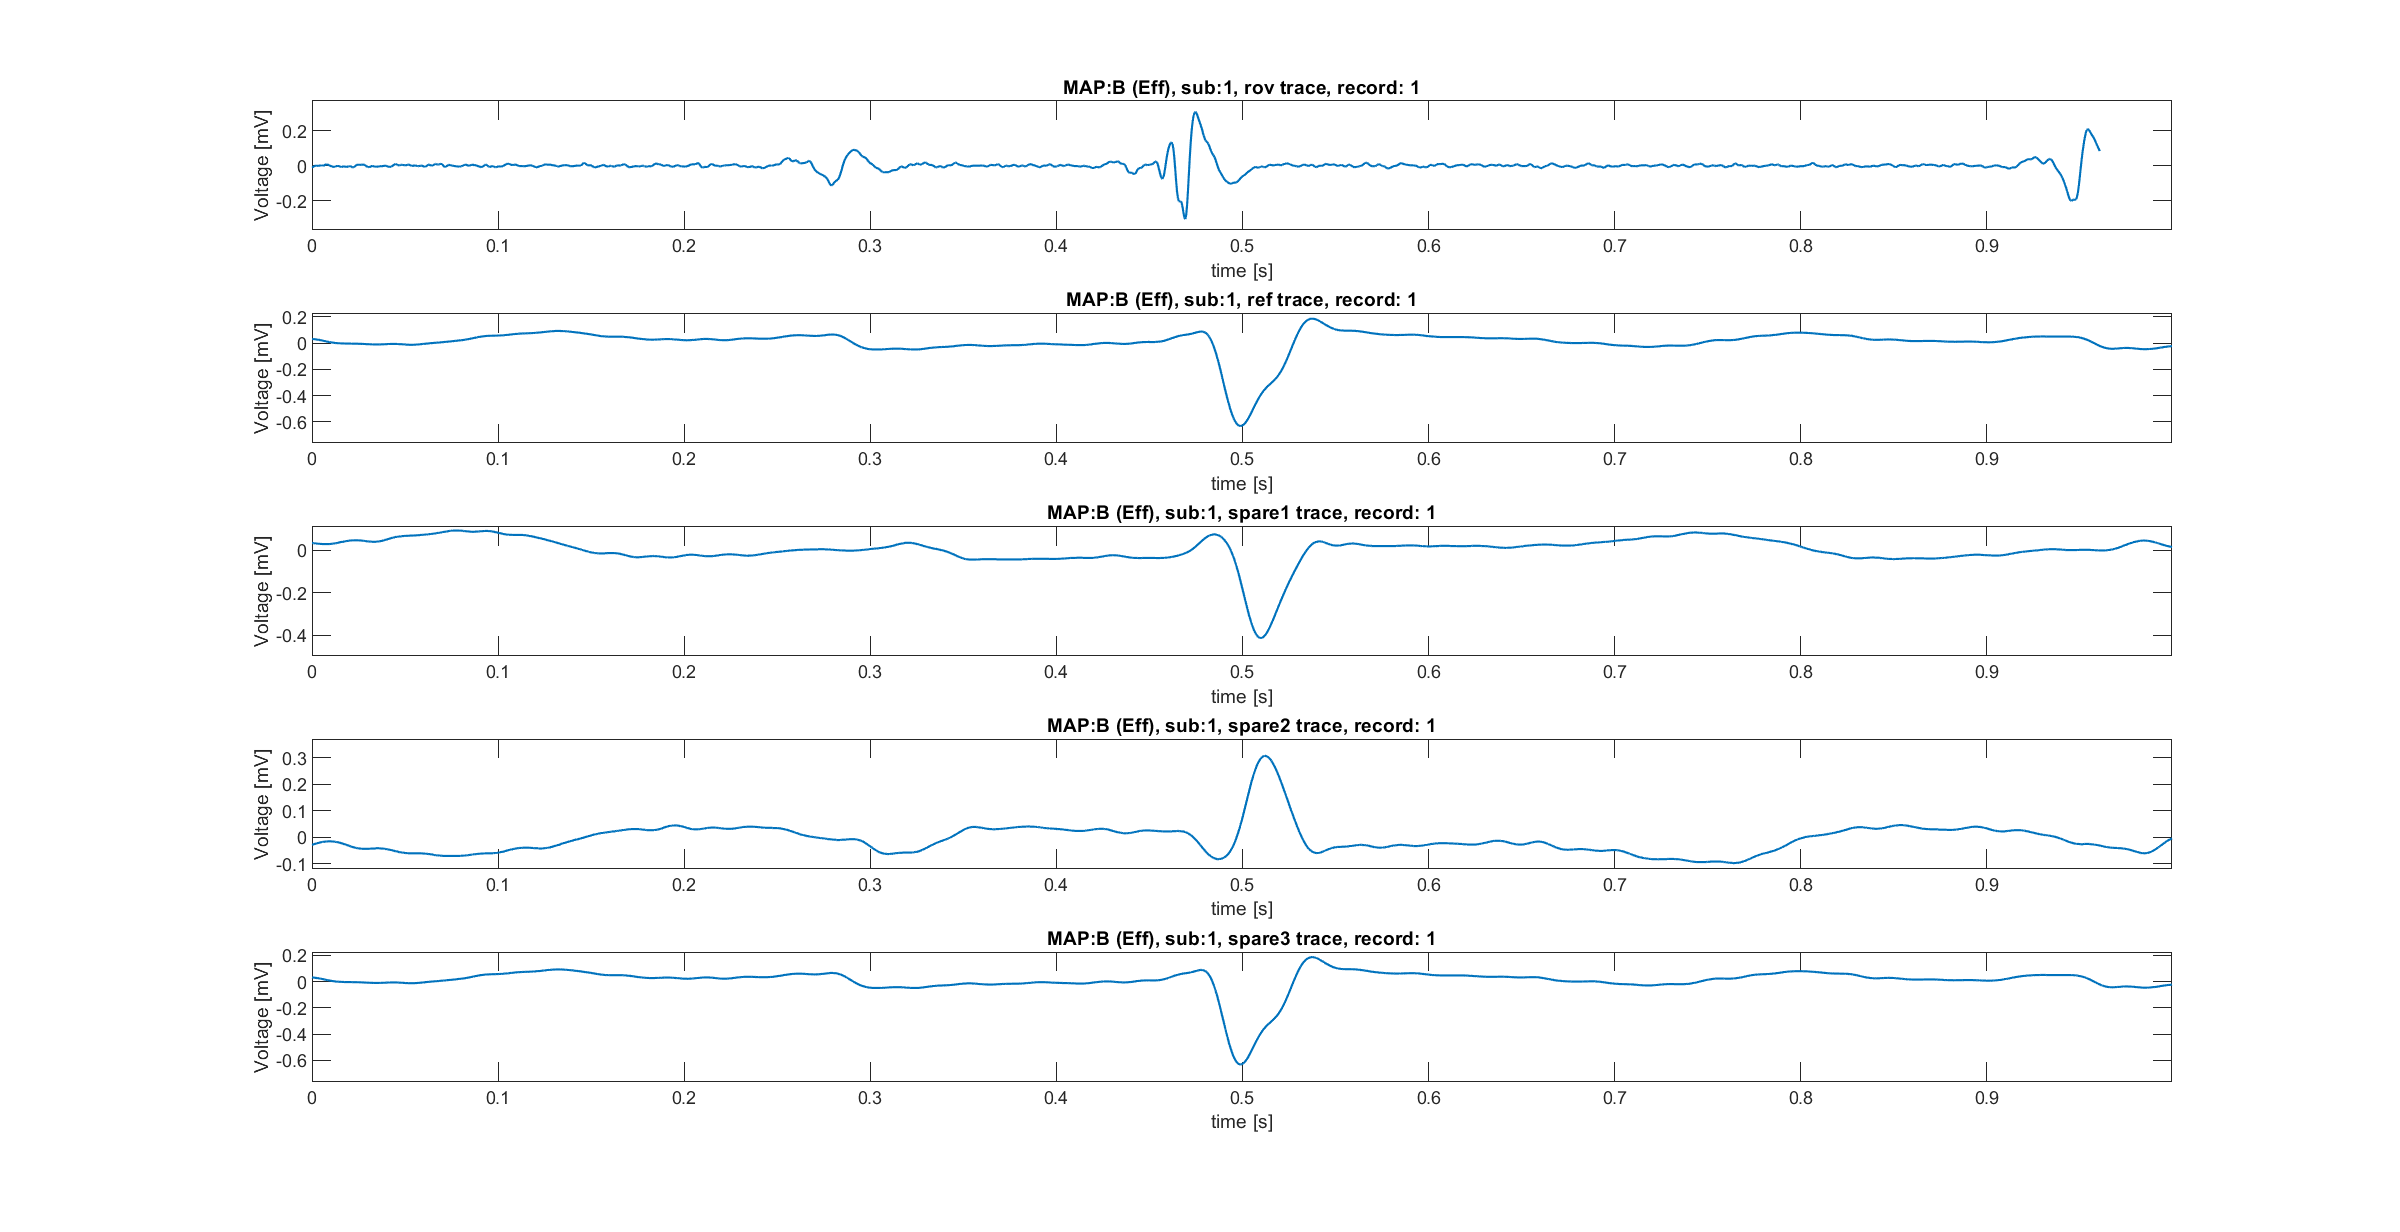 MAP:B (Eff), sub:1, rov trace, record: 1
Voltage [mV]
0.2
0
-0.2
0 0.1 0.2 0.3 0.4 0.5 0.6 0.7 0.8 0.9
time [s]
MAP:B (Eff), sub:1, ref trace, record: 1
Voltage [mV]
0.2
0
-0.2
-0.4
-0.6
0 0.1 0.2 0.3 0.4 0.5 0.6 0.7 0.8 0.9
time [s]
MAP:B (Eff), sub:1, spare1 trace, record: 1
Voltage [mV]
0
-0.2
-0.4
0 0.1 0.2 0.3 0.4 0.5 0.6 0.7 0.8 0.9
time [s]
MAP:B (Eff), sub:1, spare2 trace, record: 1
Voltage [mV]
0.3
0.2
0.1
0
-0.1
0 0.1 0.2 0.3 0.4 0.5 0.6 0.7 0.8 0.9
time [s]
MAP:B (Eff), sub:1, spare3 trace, record: 1
Voltage [mV]
0.2
0
-0.2
-0.4
-0.6
0 0.1 0.2 0.3 0.4 0.5 0.6 0.7 0.8 0.9
time [s]